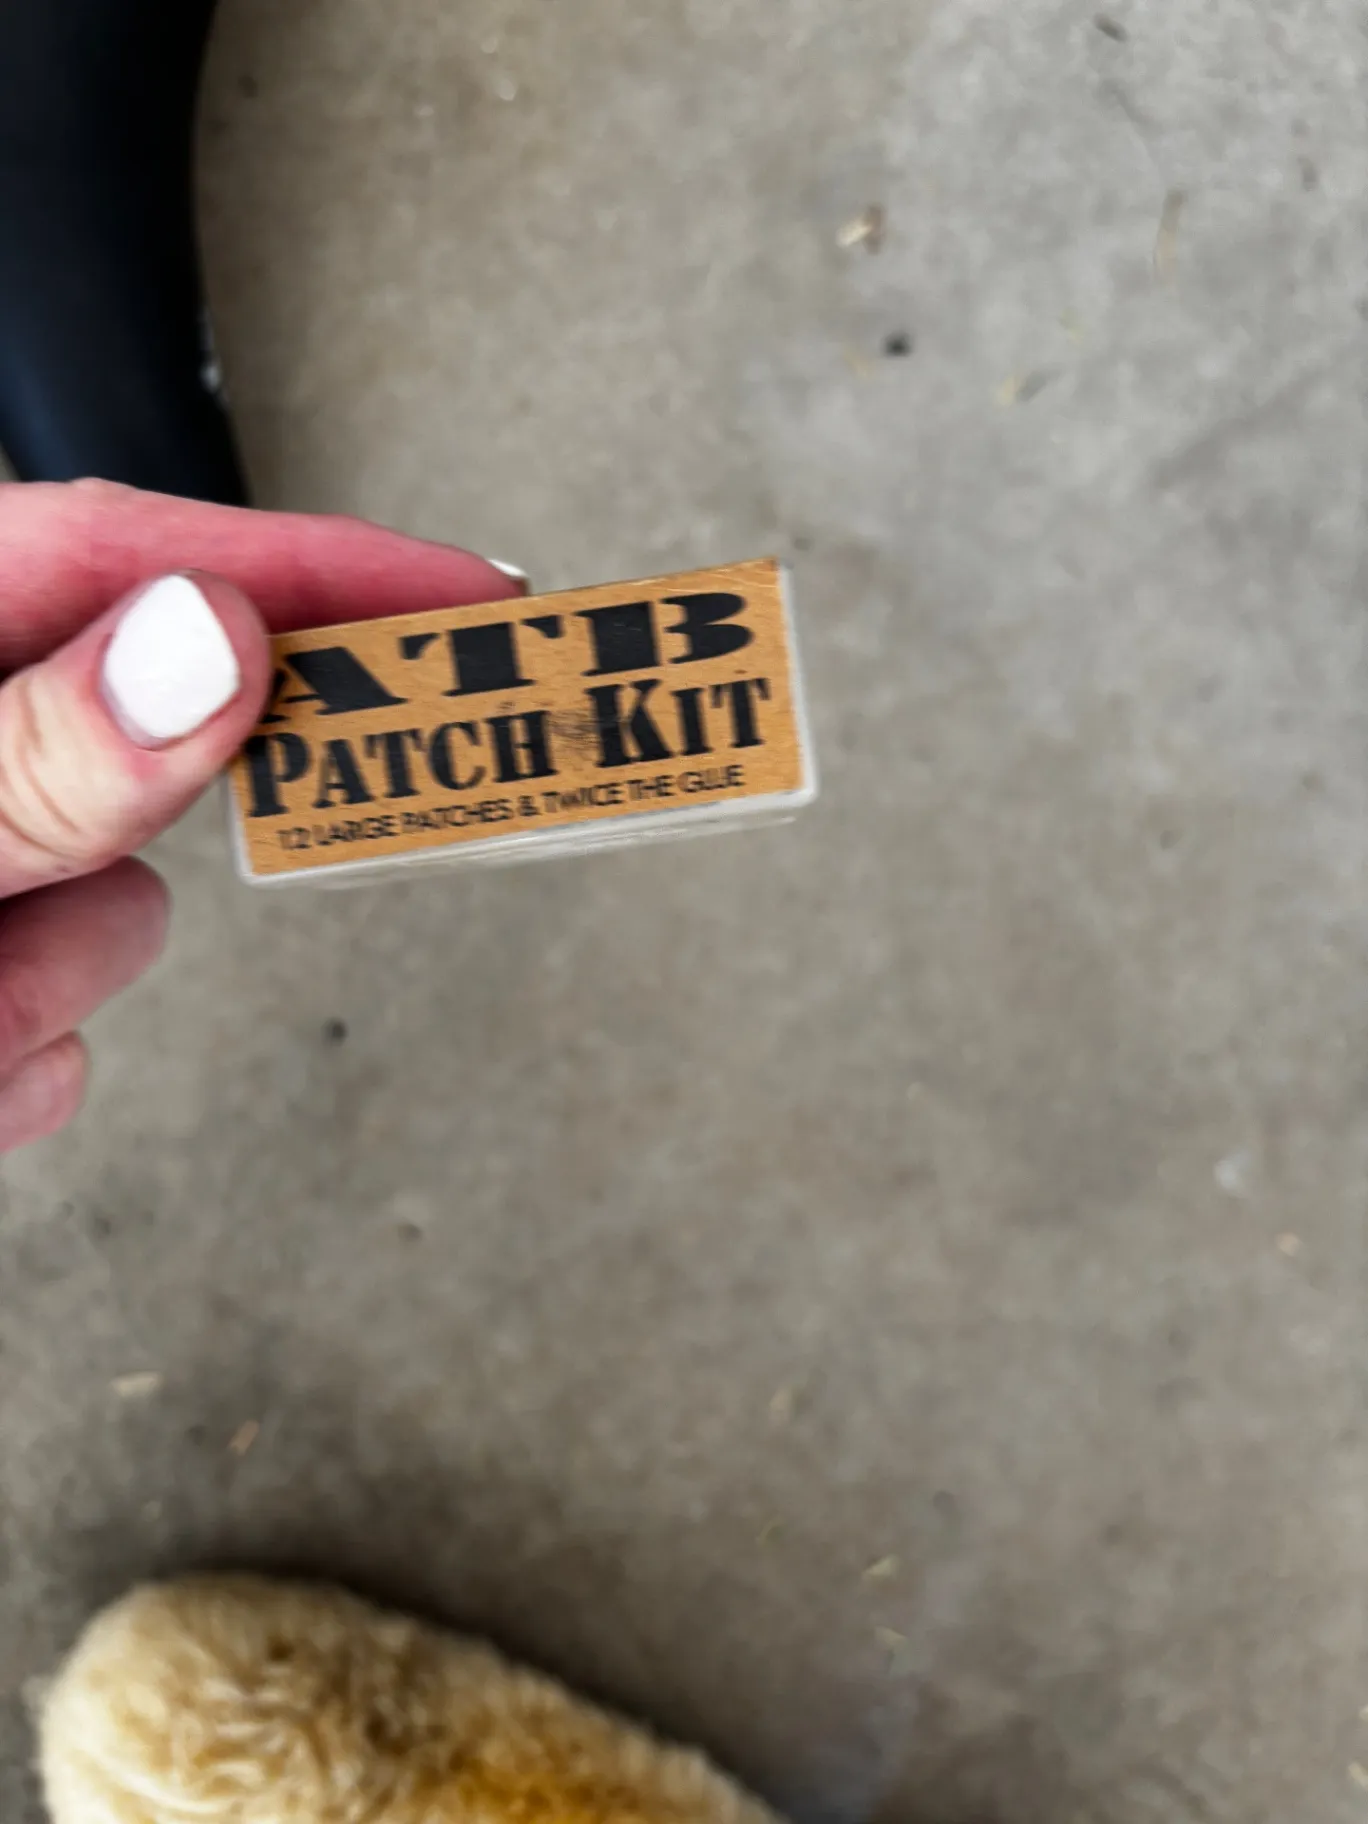 ATB
PATCH KIT
12 LARGE PATCHES & TWICE THE GLUE